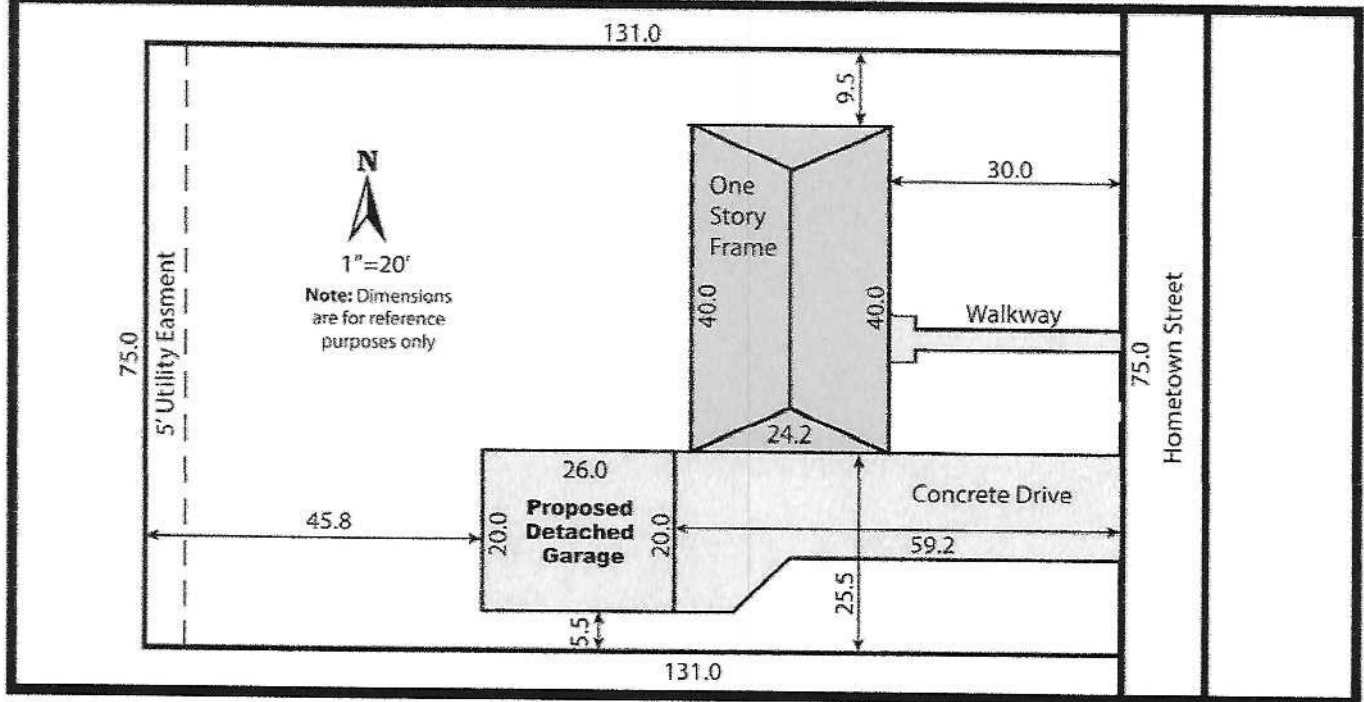 131.0
9.5
N
1"=20'
Note: Dimensions
are for reference
purposes only
One
Story
Frame
30.0
40.0
40.0
Walkway
75.0
5' Utility Easment
75.0
Hometown Street
24.2
26.0
Proposed
Detached
Garage
20.0
20.0
Concrete Drive
45.8
59.2
25.5
5.5
131.0